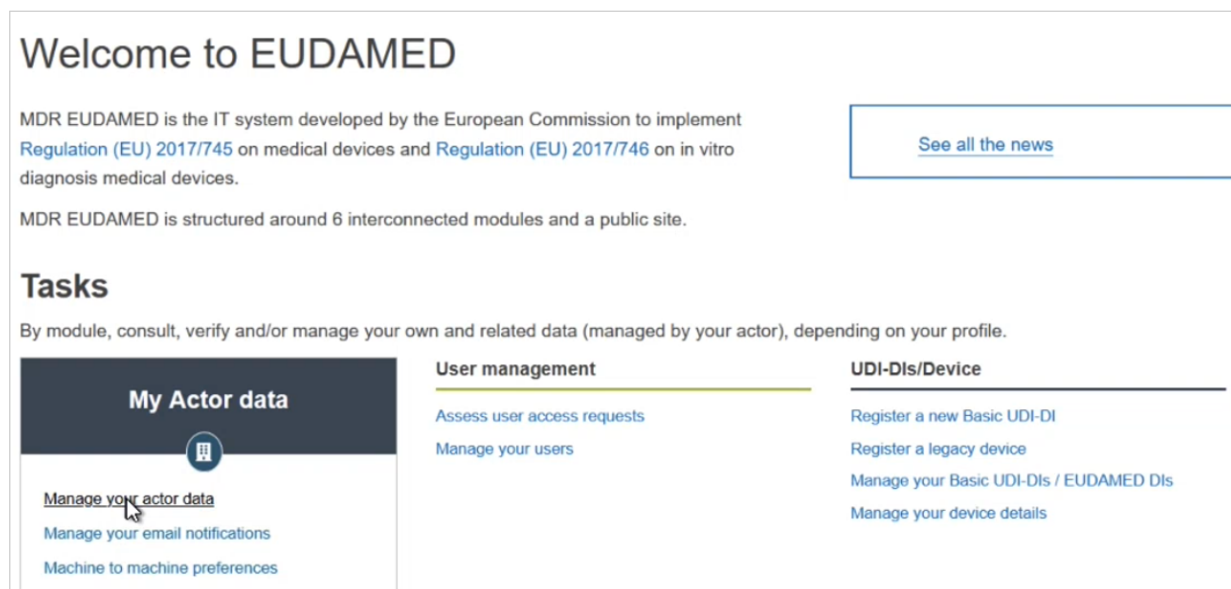 Welcome to EUDAMED
MDR EUDAMED is the IT system developed by the European Commission to implement
Regulation (EU) 2017/745 on medical devices and Regulation (EU) 2017/746 on in vitro
diagnosis medical devices.
MDR EUDAMED is structured around 6 interconnected modules and a public site.
See all the news
Tasks
By module, consult, verify and/or manage your own and related data (managed by your actor), depending on your profile.
My Actor data
Manage your actor data
Manage your email notifications
Machine to machine preferences
User management
Assess user access requests
Manage your users
UDI-DIs/Device
Register a new Basic UDI-DI
Register a legacy device
Manage your Basic UDI-DIs / EUDAMED DIs
Manage your device details